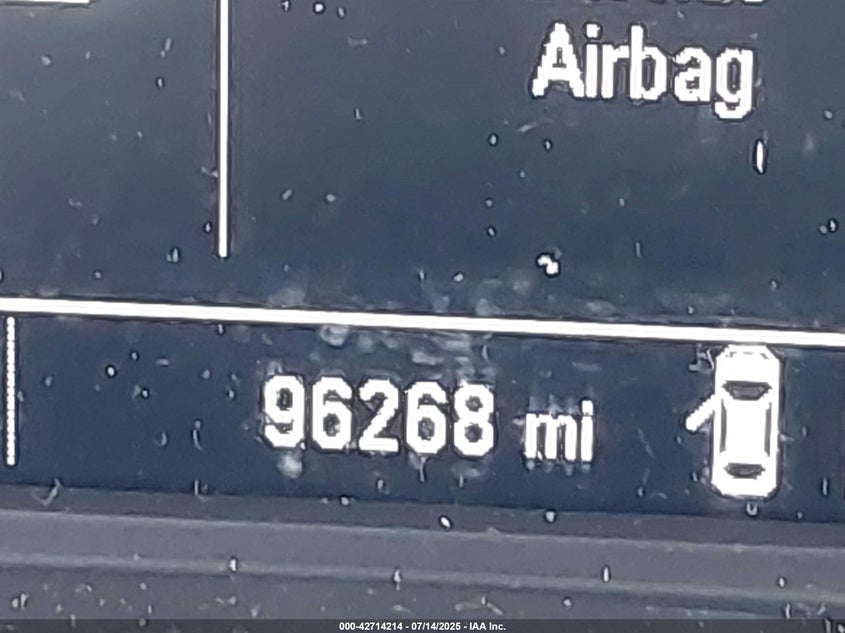 Airbag
96268 mi
000-42714214 - 07/14/2025 - IAA Inc.